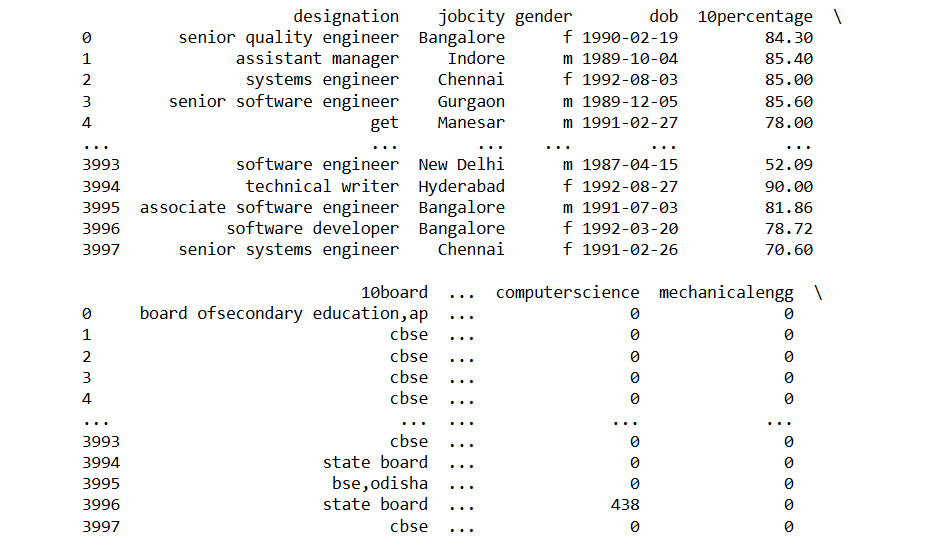 designation jobcity gender dob 10percentage \
0 senior quality engineer Bangalore f 1990-02-19 84.30
1 assistant manager Indore m 1989-10-04 85.40
2 systems engineer Chennai f 1992-08-03 85.00
3 senior software engineer Gurgaon m 1989-12-05 85.60
4 get Manesar m 1991-02-27 78.00
... ... ... ... ... ...
3993 software engineer New Delhi m 1987-04-15 52.09
3994 technical writer Hyderabad f 1992-08-27 90.00
3995 associate software engineer Bangalore m 1991-07-03 81.86
3996 software developer Bangalore f 1992-03-20 78.72
3997 senior systems engineer Chennai f 1991-02-26 70.60
10board ... computerscience mechanicalengg \
0 board ofsecondary education,ap ... 0 0
1 cbse ... 0 0
2 cbse ... 0 0
3 cbse ... 0 0
4 cbse ... 0 0
... ... ... ... ...
3993 cbse ... 0 0
3994 state board ... 0 0
3995 bse,odisha ... 0 0
3996 state board ... 438 0
3997 cbse ... 0 0